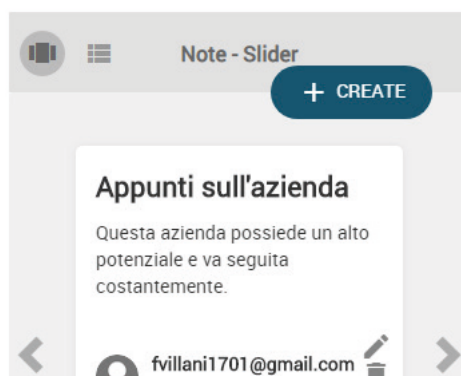 Note - Slider
+ CREATE
Appunti sull'azienda
Questa azienda possiede un alto
potenziale e va seguita
costantemente.
fvillani1701@gmail.com